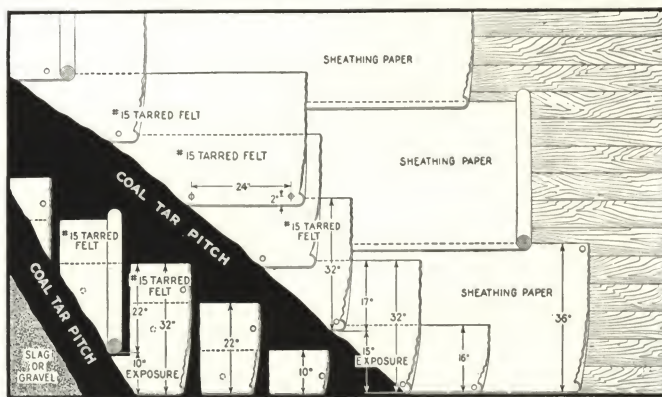 SHEATHING PAPER
#15 TARRED FELT
#15 TARRED FELT
SHEATHING PAPER
24"
2"
COAL TAR PITCH
#15 TARRED FELT
#15 TARRED
FELT
32"
#15 TARRED
FELT
17"
32"
SHEATHING PAPER
36"
COAL TAR PITCH
22"
32"
22"
15"
EXPOSURE
16"
SLAG
OR
GRAVEL
10"
EXPOSURE
10"